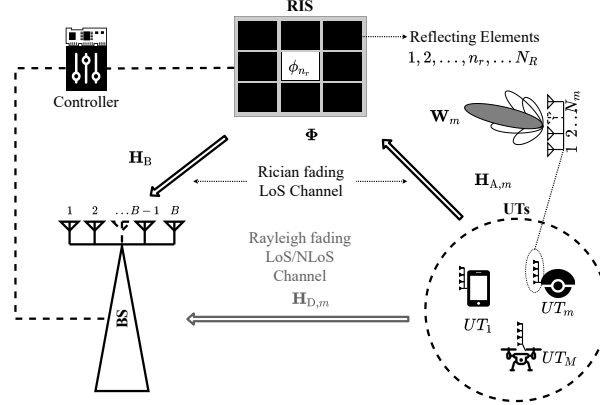 RIS
Reflecting Elements
1, 2, . . . , n_r, . . . N_R
ϕ_{n_r}
Controller
Φ
W_m
1 2 . . . N_m
H_B
Rician fading
LoS Channel
H_{A,m}
UTs
1 2 . . . B − 1 B
Rayleigh fading
LoS/NLoS
Channel
H_{D,m}
BS
UT_1
UT_m
UT_M